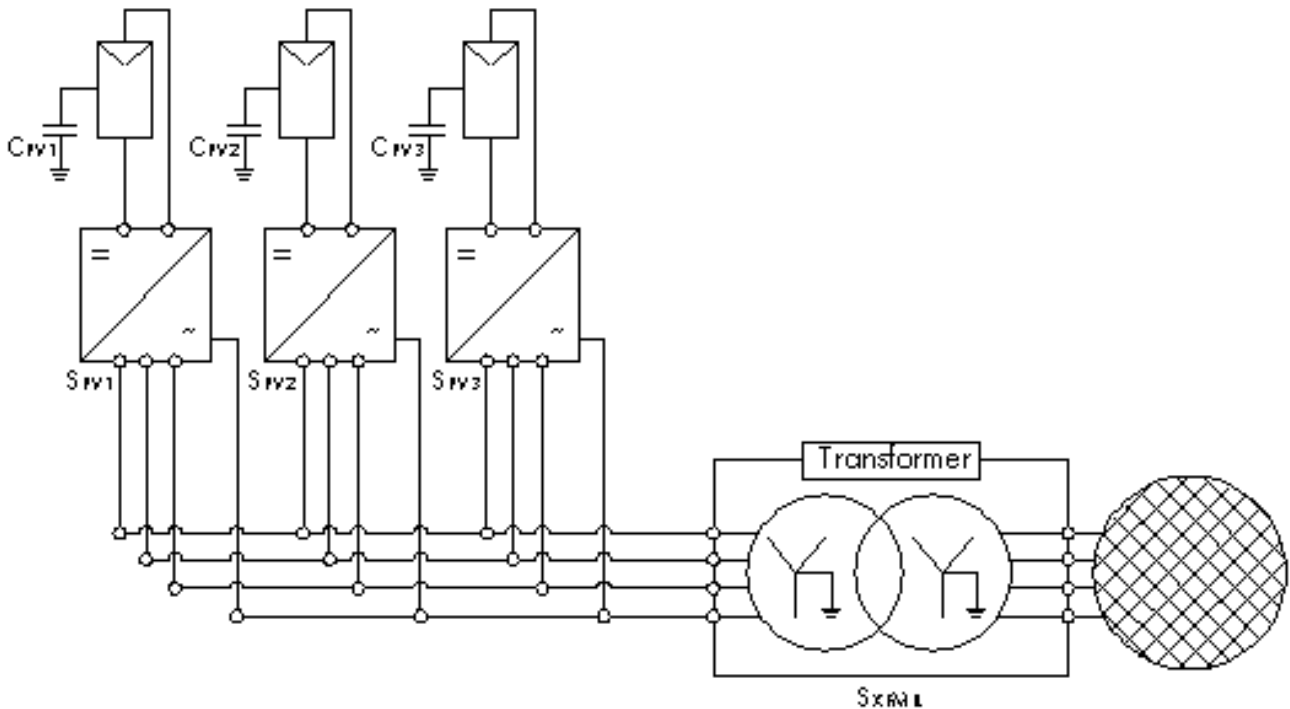 CPV1
CPV2
CPV3
=
=
=
~
~
~
SPV1
SPV2
SPV3
Transformer